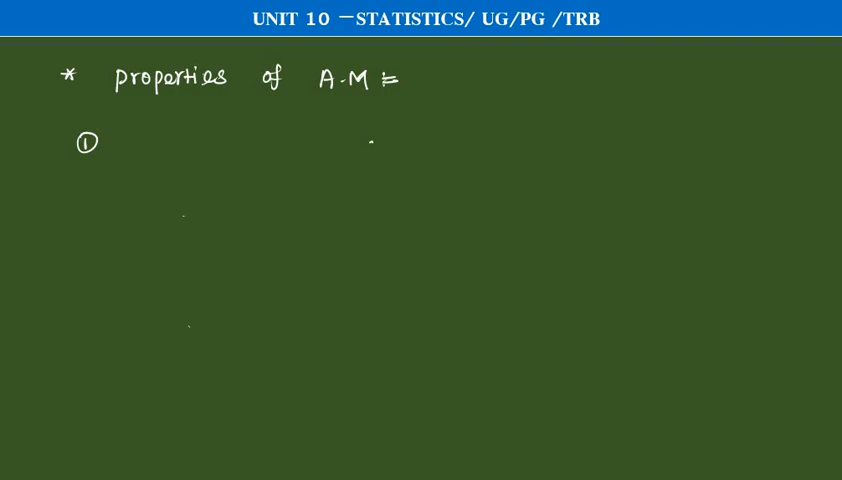 UNIT 10 –STATISTICS/ UG/PG /TRB
* properties of A.M =
①